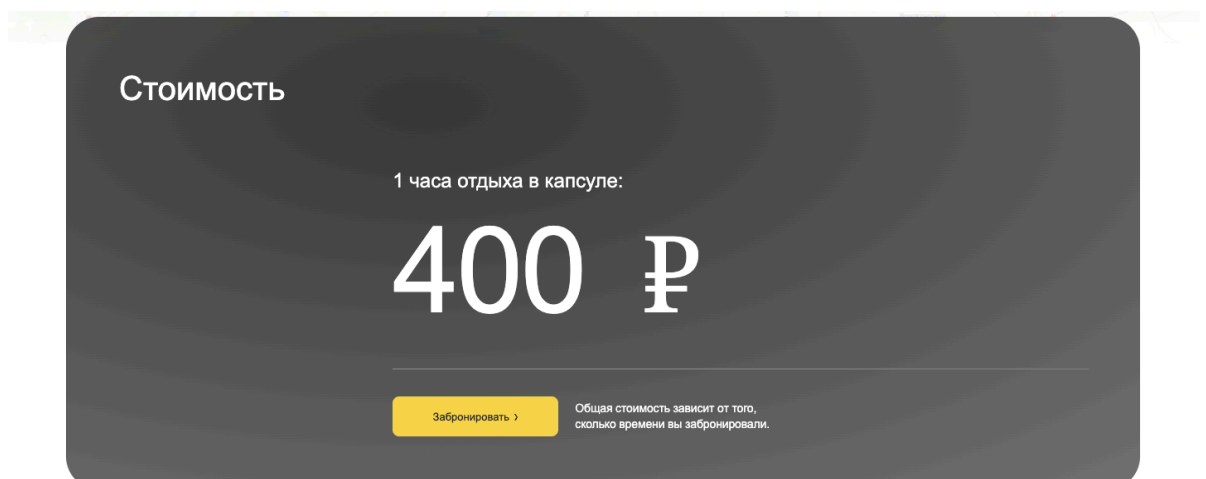 Стоимость
1 часа отдыха в капсуле:
400 ₽
Забронировать ›
Общая стоимость зависит от того,
сколько времени вы забронировали.